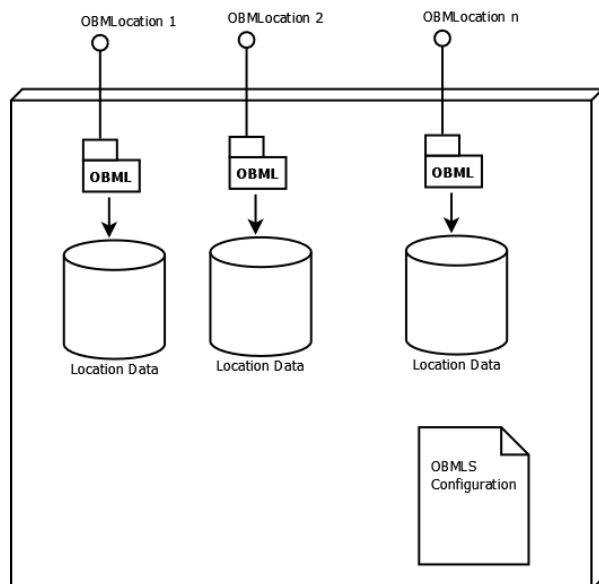 OBMLocation 1
OBMLocation 2
OBMLocation n
OBML
OBML
OBML
Location Data
Location Data
Location Data
OBMLS
Configuration